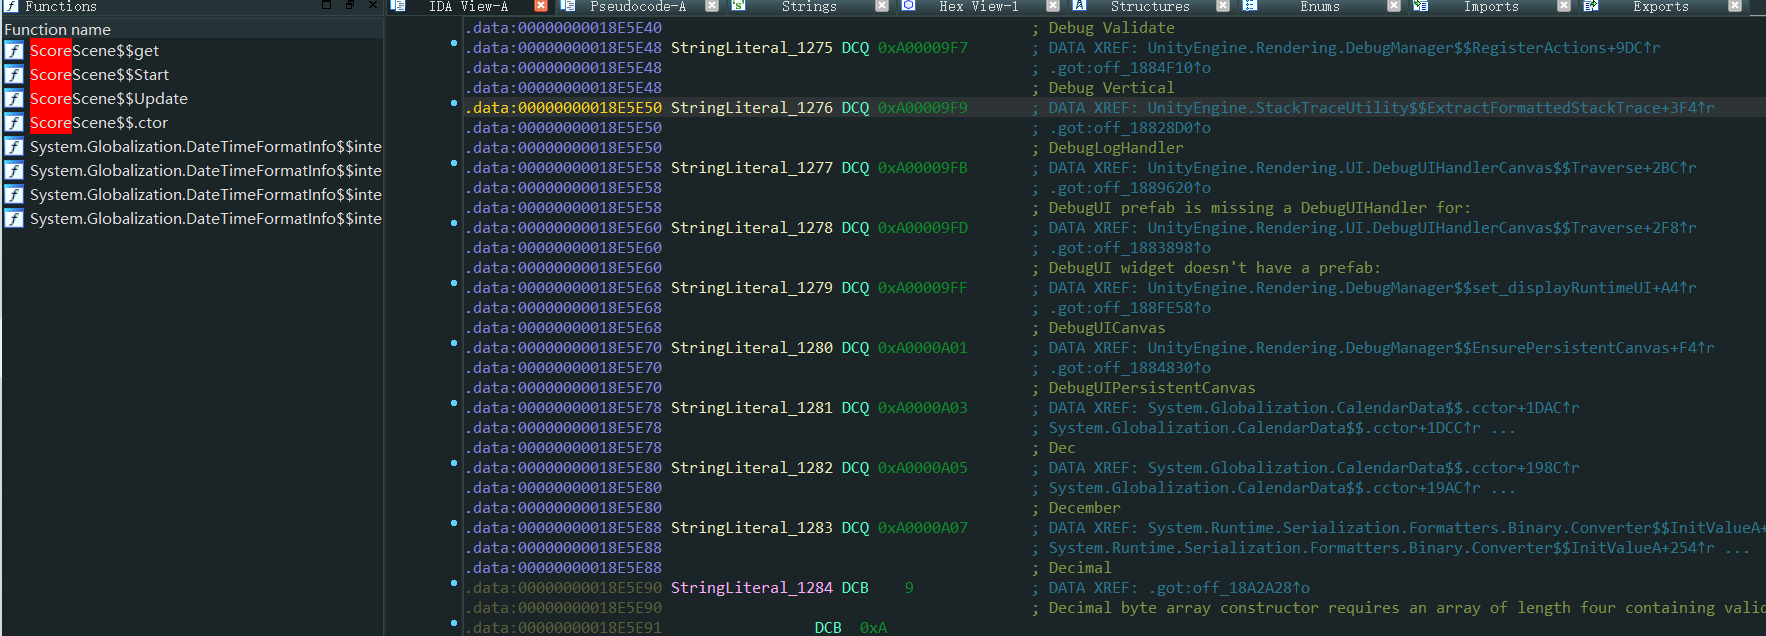 Functions
IDA View-A
Pseudocode-A
Strings
Hex View-1
Structures
Enums
Imports
Exports
Function name
ScoreScene$$get
ScoreScene$$Start
ScoreScene$$Update
ScoreScene$$.ctor
System.Globalization.DateTimeFormatInfo$$inte
System.Globalization.DateTimeFormatInfo$$inte
System.Globalization.DateTimeFormatInfo$$inte
System.Globalization.DateTimeFormatInfo$$inte
.data:00000000018E5E40 ; Debug Validate
.data:00000000018E5E48 StringLiteral_1275 DCQ 0xA00009F7 ; DATA XREF: UnityEngine.Rendering.DebugManager$$RegisterActions+9DC↑r
.data:00000000018E5E48 ; .got:off_1884F10↑o
.data:00000000018E5E48 ; Debug Vertical
.data:00000000018E5E50 StringLiteral_1276 DCQ 0xA00009F9 ; DATA XREF: UnityEngine.StackTraceUtility$$ExtractFormattedStackTrace+3F4↑r
.data:00000000018E5E50 ; .got:off_18828D0↑o
.data:00000000018E5E50 ; DebugLogHandler
.data:00000000018E5E58 StringLiteral_1277 DCQ 0xA00009FB ; DATA XREF: UnityEngine.Rendering.UI.DebugUIHandlerCanvas$$Traverse+2BC↑r
.data:00000000018E5E58 ; .got:off_1889620↑o
.data:00000000018E5E58 ; DebugUI prefab is missing a DebugUIHandler for:
.data:00000000018E5E60 StringLiteral_1278 DCQ 0xA00009FD ; DATA XREF: UnityEngine.Rendering.UI.DebugUIHandlerCanvas$$Traverse+2F8↑r
.data:00000000018E5E60 ; .got:off_1883898↑o
.data:00000000018E5E60 ; DebugUI widget doesn't have a prefab:
.data:00000000018E5E68 StringLiteral_1279 DCQ 0xA00009FF ; DATA XREF: UnityEngine.Rendering.DebugManager$$set_displayRuntimeUI+A4↑r
.data:00000000018E5E68 ; .got:off_188FE58↑o
.data:00000000018E5E68 ; DebugUICanvas
.data:00000000018E5E70 StringLiteral_1280 DCQ 0xA0000A01 ; DATA XREF: UnityEngine.Rendering.DebugManager$$EnsurePersistentCanvas+F4↑r
.data:00000000018E5E70 ; .got:off_1884830↑o
.data:00000000018E5E70 ; DebugUIPersistentCanvas
.data:00000000018E5E78 StringLiteral_1281 DCQ 0xA0000A03 ; DATA XREF: System.Globalization.CalendarData$$.cctor+1DAC↑r
.data:00000000018E5E78 ; System.Globalization.CalendarData$$.cctor+1DCC↑r ...
.data:00000000018E5E78 ; Dec
.data:00000000018E5E80 StringLiteral_1282 DCQ 0xA0000A05 ; DATA XREF: System.Globalization.CalendarData$$.cctor+198C↑r
.data:00000000018E5E80 ; System.Globalization.CalendarData$$.cctor+19AC↑r ...
.data:00000000018E5E80 ; December
.data:00000000018E5E88 StringLiteral_1283 DCQ 0xA0000A07 ; DATA XREF: System.Runtime.Serialization.Formatters.Binary.Converter$$InitValueA+
.data:00000000018E5E88 ; System.Runtime.Serialization.Formatters.Binary.Converter$$InitValueA+254↑r ...
.data:00000000018E5E88 ; Decimal
.data:00000000018E5E90 StringLiteral_1284 DCB 9 ; DATA XREF: .got:off_18A2A28↑o
.data:00000000018E5E90 ; Decimal byte array constructor requires an array of length four containing valid
.data:00000000018E5E91 DCB 0xA